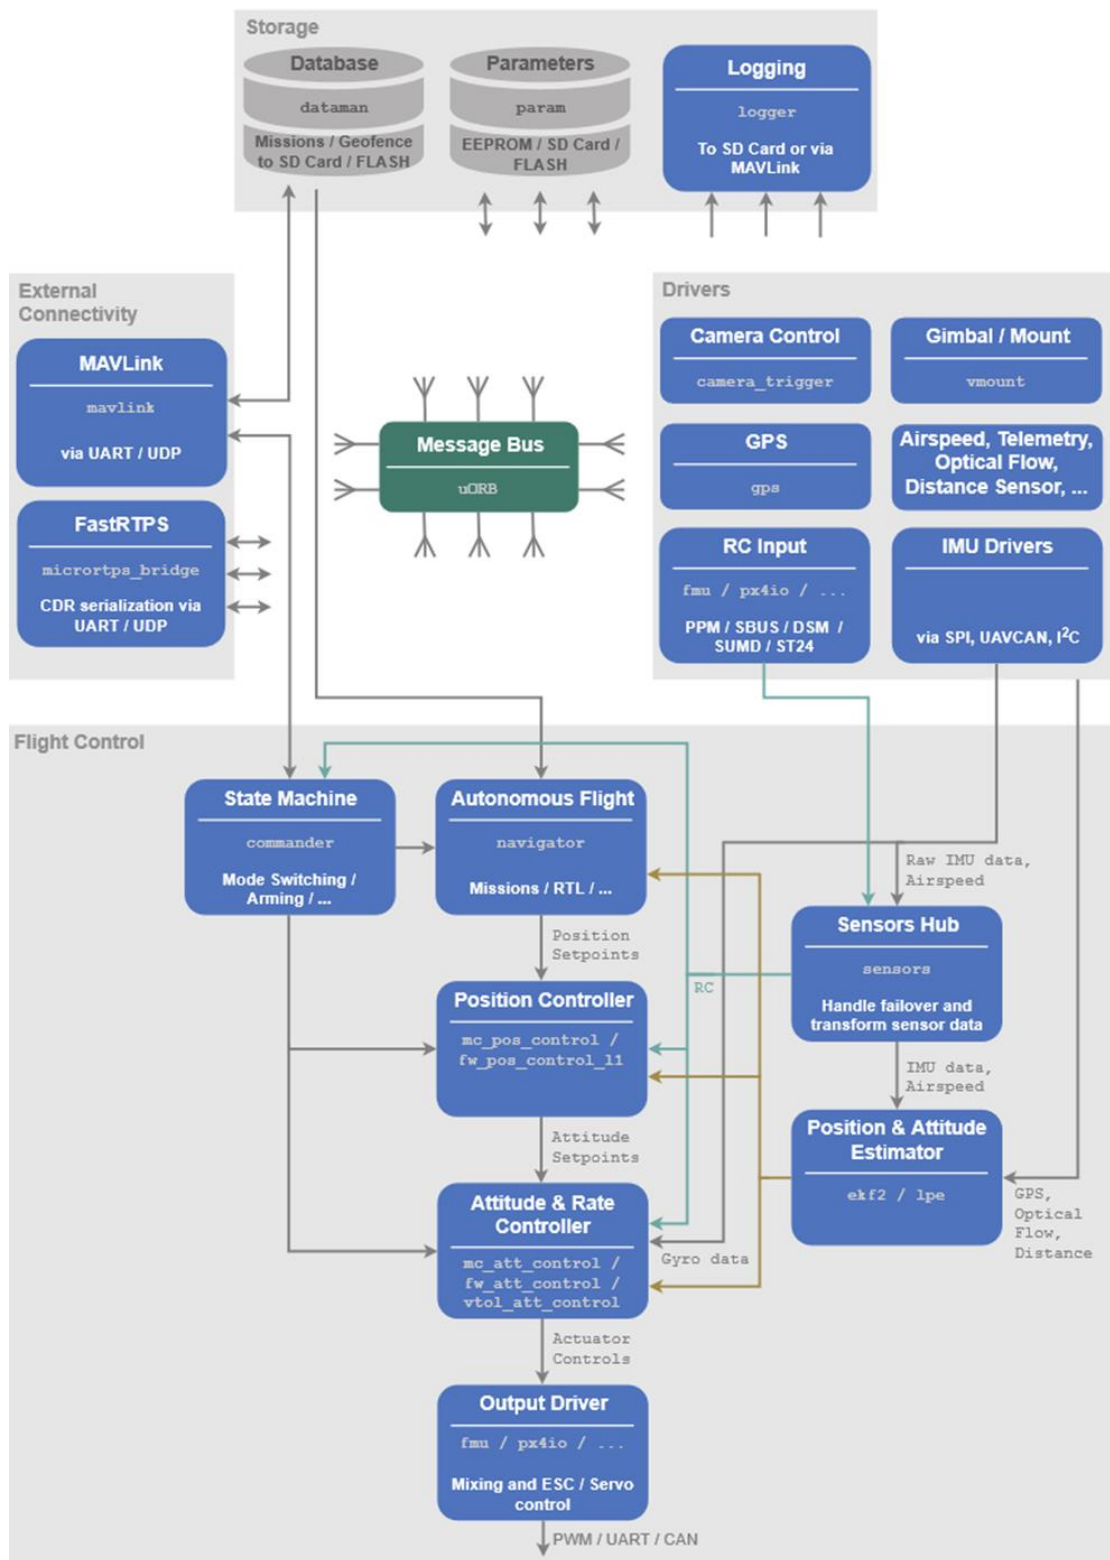 Storage
Database
dataman
Missions / Geofence
to SD Card / FLASH
Parameters
param
EEPROM / SD Card /
FLASH
Logging
logger
To SD Card or via
MAVLink
External
Connectivity
MAVLink
mavlink
via UART / UDP
FastRTPS
micrortps_bridge
CDR serialization via
UART / UDP
Message Bus
uORB
Drivers
Camera Control
camera_trigger
Gimbal / Mount
vmount
GPS
gps
Airspeed, Telemetry,
Optical Flow,
Distance Sensor, ...
RC Input
fmu / px4io / ...
PPM / SBUS / DSM /
SUMD / ST24
IMU Drivers
via SPI, UAVCAN, I²C
Flight Control
State Machine
commander
Mode Switching /
Arming / ...
Autonomous Flight
navigator
Missions / RTL / ...
Raw IMU data,
Airspeed
Sensors Hub
sensors
Handle failover and
transform sensor data
Position
Setpoints
RC
Position Controller
mc_pos_control /
fw_pos_control_l1
IMU data,
Airspeed
Position & Attitude
Estimator
ekf2 / lpe
Attitude
Setpoints
GPS,
Optical
Flow,
Distance
Attitude & Rate
Controller
mc_att_control /
fw_att_control /
vtol_att_control
Gyro data
Actuator
Controls
Output Driver
fmu / px4io / ...
Mixing and ESC / Servo
control
PWM / UART / CAN